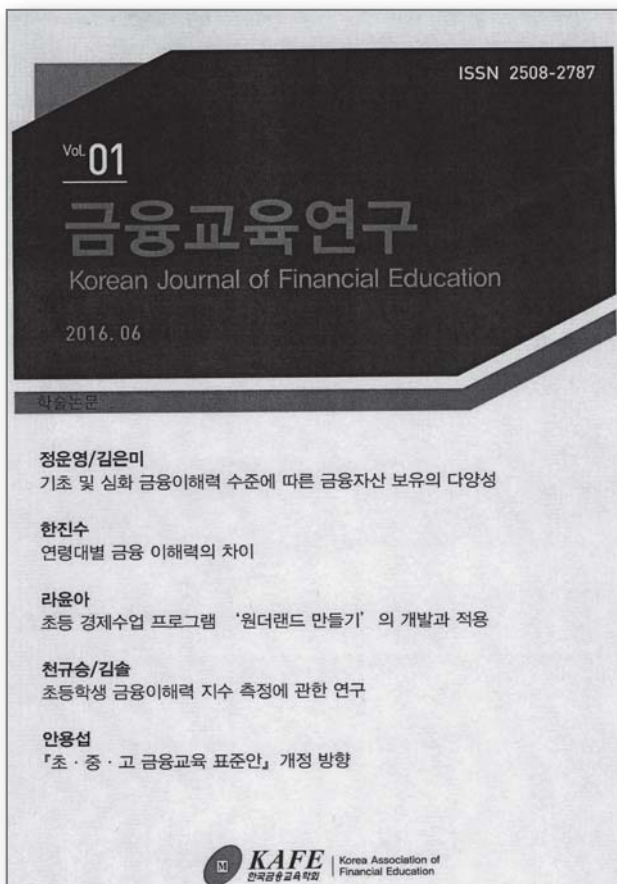 ISSN 2508-2787
Vol. 01
금융교육연구
Korean Journal of Financial Education
2016. 06
학술논문
정운영/김은미
기초 및 심화 금융이해력 수준에 따른 금융자산 보유의 다양성
한진수
연령대별 금융 이해력의 차이
라윤아
초등 경제수업 프로그램 ‘원더랜드 만들기’의 개발과 적용
천규승/김솔
초등학생 금융이해력 지수 측정에 관한 연구
안용섭
『초·중·고 금융교육 표준안』 개정 방향
M
KAFE
한국금융교육학회
Korea Association of
Financial Education